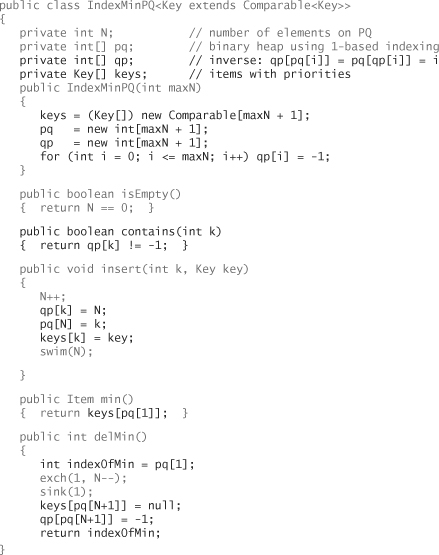 public class IndexMinPQ<Key extends Comparable<Key>>
{
   private int N;           // number of elements on PQ
   private int[] pq;        // binary heap using 1-based indexing
   private int[] qp;        // inverse: qp[pq[i]] = pq[qp[i]] = i
   private Key[] keys;      // items with priorities
   public IndexMinPQ(int maxN)
   {
      keys = (Key[]) new Comparable[maxN + 1];
      pq   = new int[maxN + 1];
      qp   = new int[maxN + 1];
      for (int i = 0; i <= maxN; i++) qp[i] = -1;
   }
   public boolean isEmpty()
   {  return N == 0;  }
   public boolean contains(int k)
   {  return qp[k] != -1;  }
   public void insert(int k, Key key)
   {
      N++;
      qp[k] = N;
      pq[N] = k;
      keys[k] = key;
      swim(N);
   }
   public Item min()
   {  return keys[pq[1]];  }
   public int delMin()
   {
      int indexOfMin = pq[1];
      exch(1, N--);
      sink(1);
      keys[pq[N+1]] = null;
      qp[pq[N+1]] = -1;
      return indexOfMin;
}